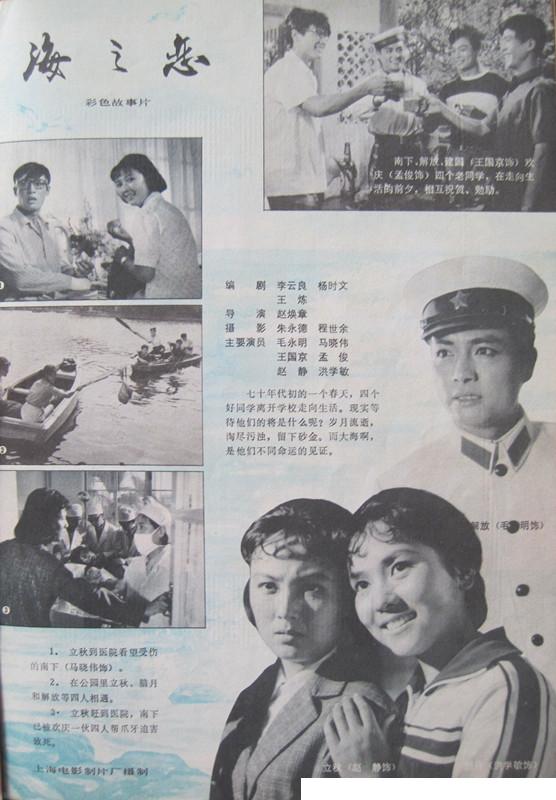 海之恋
彩色故事片
南下、解放、建国（王国京饰）欢
庆（孟俊饰）四个老同学，在走向生
活的前夕，相互祝贺、勉励。
1
编 剧 李云良 杨时文
王 炼
导 演 赵焕章
摄 影 朱永德 程世余
主要演员 毛永明 马晓伟
王国京 孟 俊
赵 静 洪学敏
七十年代初的一个春天，四个
好同学离开学校走向生活。现实等
待他们的将是什么呢？岁月流逝，
淘尽污浊，留下砂金。而大海啊，
是他们不同命运的见证。
2
3
解放（毛永明饰）
1． 立秋到医院看望受伤
的南下（马晓伟饰）。
2． 在公园里立秋、腊月
和解放等四人相遇。
3． 立秋赶到医院，南下
已被欢庆一伙四人帮爪牙迫害
致死。
上海电影制片厂摄制
立秋（赵 静饰）
（洪学敏饰）